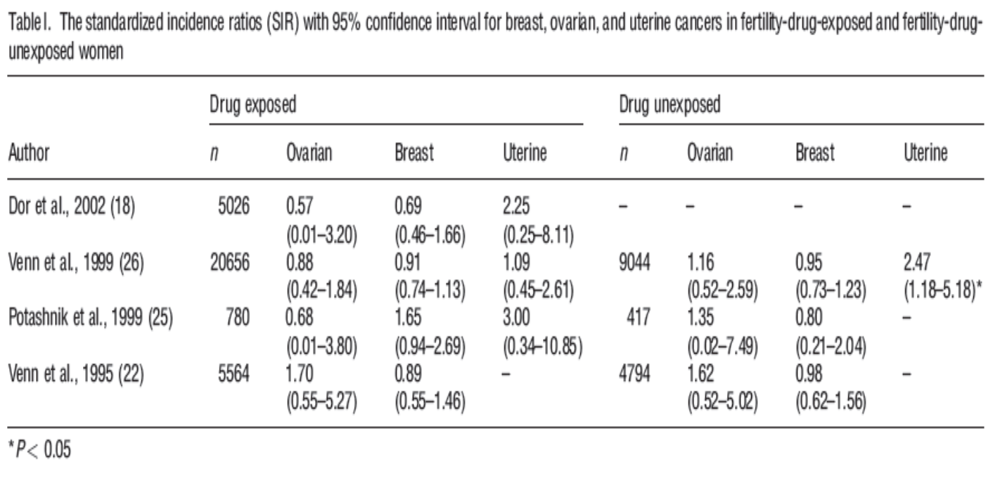 Table I. The standardized incidence ratios (SIR) with 95% confidence interval for breast, ovarian, and uterine cancers in fertility-drug-exposed and fertility-drug-
unexposed women
Drug exposed Drug unexposed
Author n Ovarian Breast Uterine n Ovarian Breast Uterine
Dor et al., 2002 (18) 5026 0.57 0.69 2.25 – – – –
(0.01–3.20) (0.46–1.66) (0.25–8.11)
Venn et al., 1999 (26) 20656 0.88 0.91 1.09 9044 1.16 0.95 2.47
(0.42–1.84) (0.74–1.13) (0.45–2.61) (0.52–2.59) (0.73–1.23) (1.18–5.18)*
Potashnik et al., 1999 (25) 780 0.68 1.65 3.00 417 1.35 0.80 –
(0.01–3.80) (0.94–2.69) (0.34–10.85) (0.02–7.49) (0.21–2.04)
Venn et al., 1995 (22) 5564 1.70 0.89 – 4794 1.62 0.98 –
(0.55–5.27) (0.55–1.46) (0.52–5.02) (0.62–1.56)
*P< 0.05